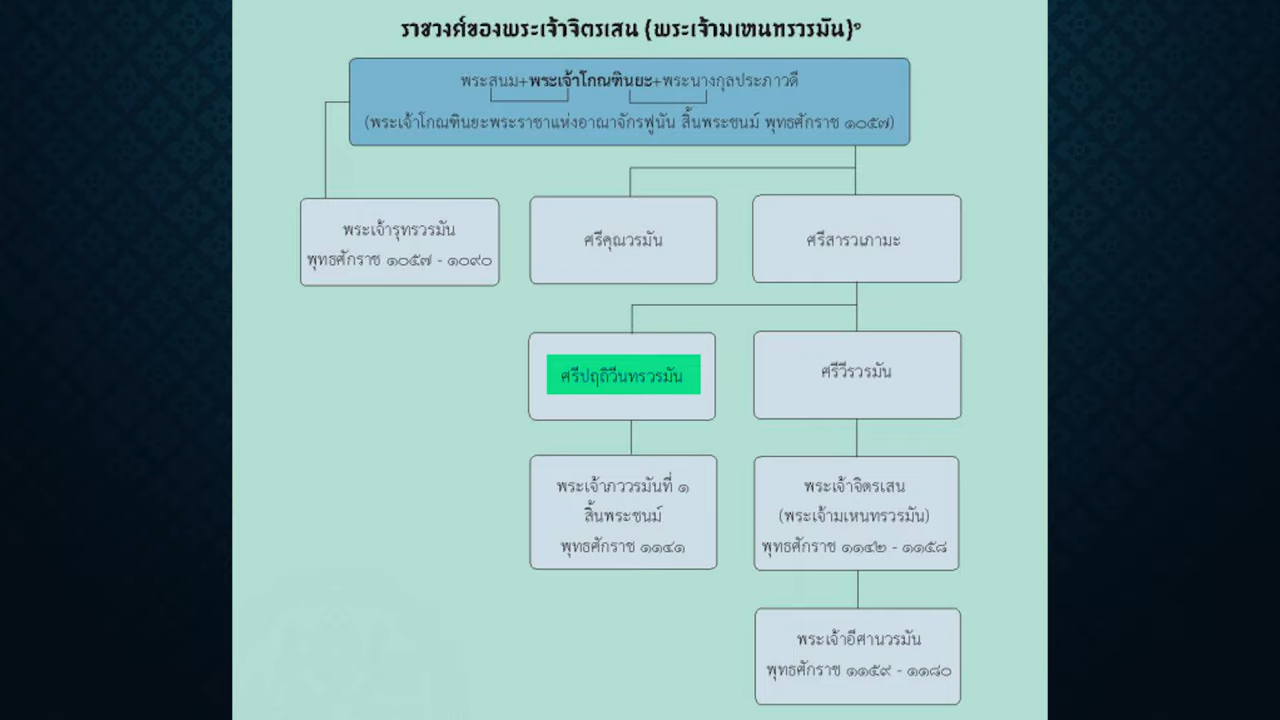 ราชวงศ์ของพระเจ้าจิตรเสน (พระเจ้ามเหนทรวรมัน)๑
พระสนม+พระเจ้าโกณฑินยะ+พระนางกุลประภาวดี
(พระเจ้าโกณฑินยะพระราชาแห่งอาณาจักรฟูนัน สิ้นพระชนม์ พุทธศักราช ๑๐๕๗)
พระเจ้ารุทรวรมัน
พุทธศักราช ๑๐๕๗ - ๑๐๙๐
ศรีคุณวรมัน
ศรีสารวเภามะ
ศรีปฤถิวีนทรวรมัน
ศรีวีรวรมัน
พระเจ้าภววรมันที่ ๑
สิ้นพระชนม์
พุทธศักราช ๑๑๔๑
พระเจ้าจิตรเสน
(พระเจ้ามเหนทรวรมัน)
พุทธศักราช ๑๑๔๒ - ๑๑๕๘
พระเจ้าอีศานวรมัน
พุทธศักราช ๑๑๕๙ - ๑๑๘๐